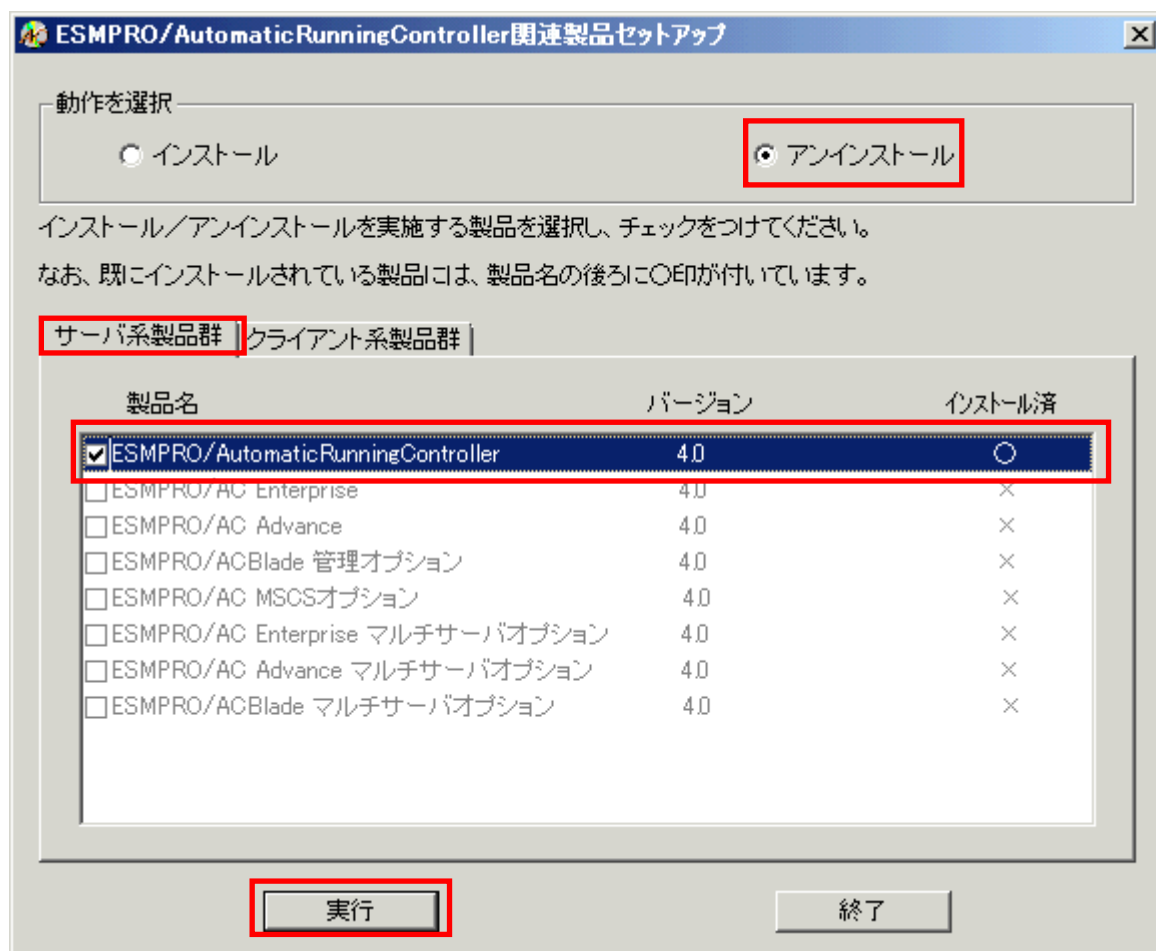 ESMPRO/AutomaticRunningController関連製品セットアップ
動作を選択
インストール アンインストール
インストール／アンインストールを実施する製品を選択し、チェックをつけてください。
なお、既にインストールされている製品には、製品名の後ろに○印が付いています。
サーバ系製品群 クライアント系製品群
製品名 バージョン インストール済
ESMPRO/AutomaticRunningController 4.0 ○
ESMPRO/AC Enterprise 4.0 ×
ESMPRO/AC Advance 4.0 ×
ESMPRO/ACBlade 管理オプション 4.0 ×
ESMPRO/AC MSCSオプション 4.0 ×
ESMPRO/AC Enterprise マルチサーバオプション 4.0 ×
ESMPRO/AC Advance マルチサーバオプション 4.0 ×
ESMPRO/ACBlade マルチサーバオプション 4.0 ×
実行 終了